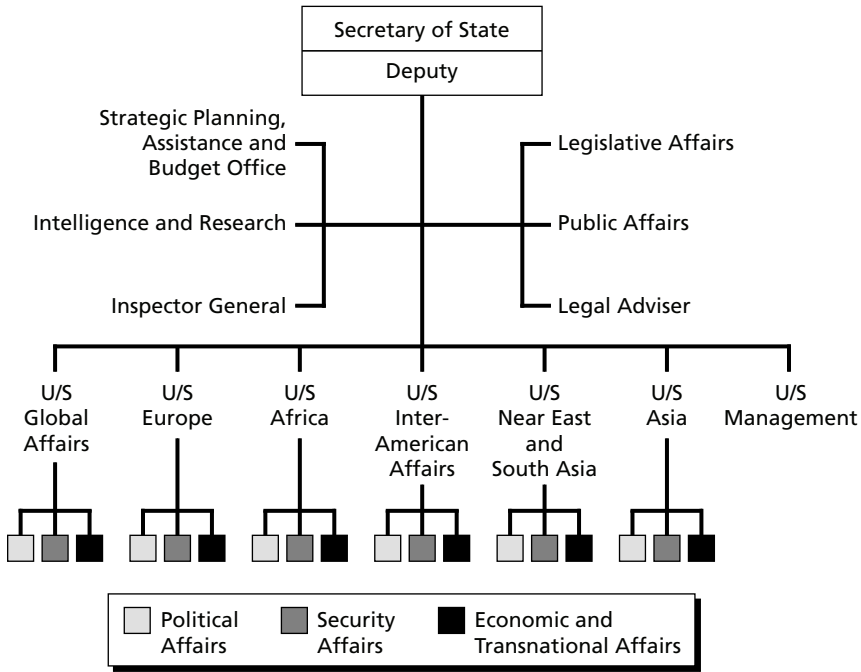 Secretary of State
Deputy
Strategic Planning,
Assistance and
Budget Office
Legislative Affairs
Intelligence and Research
Public Affairs
Inspector General
Legal Adviser
U/S
Global
Affairs
U/S
Europe
U/S
Africa
U/S
Inter-
American
Affairs
U/S
Near East
and
South Asia
U/S
Asia
U/S
Management
Political
Affairs
Security
Affairs
Economic and
Transnational Affairs